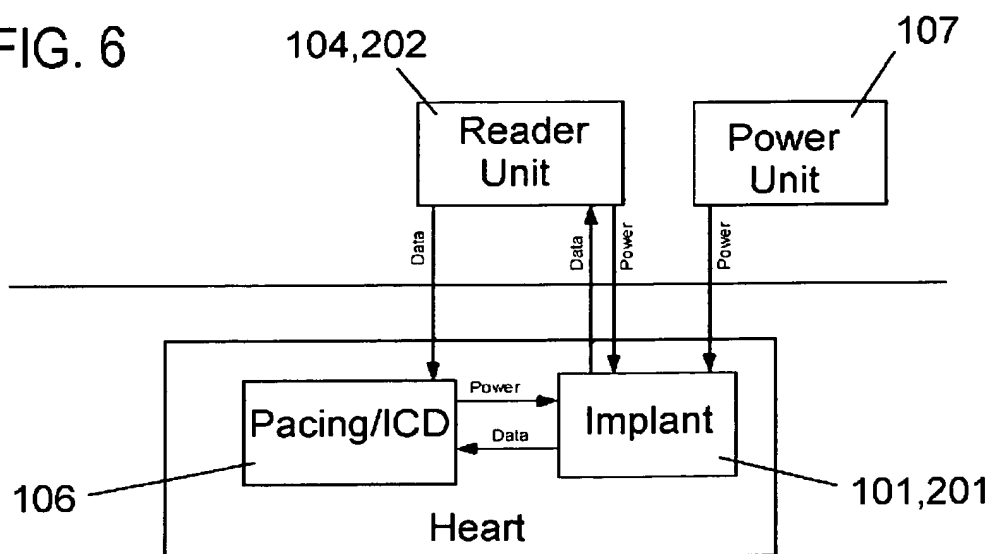 FIG. 6
104,202
107
Reader
Unit
Power
Unit
Data
Data
Power
Power
Pacing/ICD
Power
Data
Implant
106
101,201
Heart